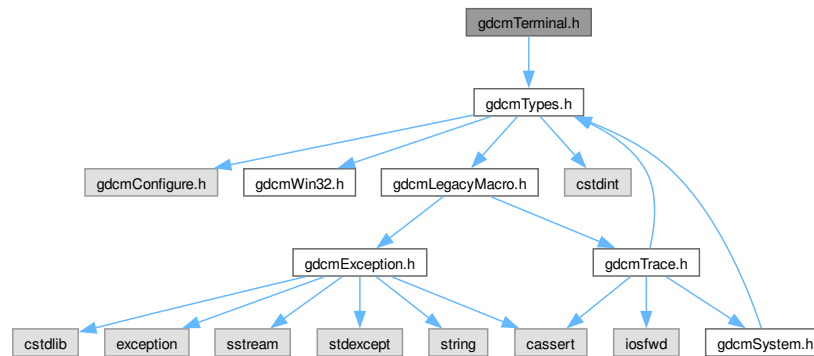 gdcmTerminal.h
gdcmTypes.h
gdcmConfigure.h
gdcmWin32.h
gdcmLegacyMacro.h
cstdint
gdcmException.h
gdcmTrace.h
cstdlib
exception
sstream
stdexcept
string
cassert
iosfwd
gdcmSystem.h